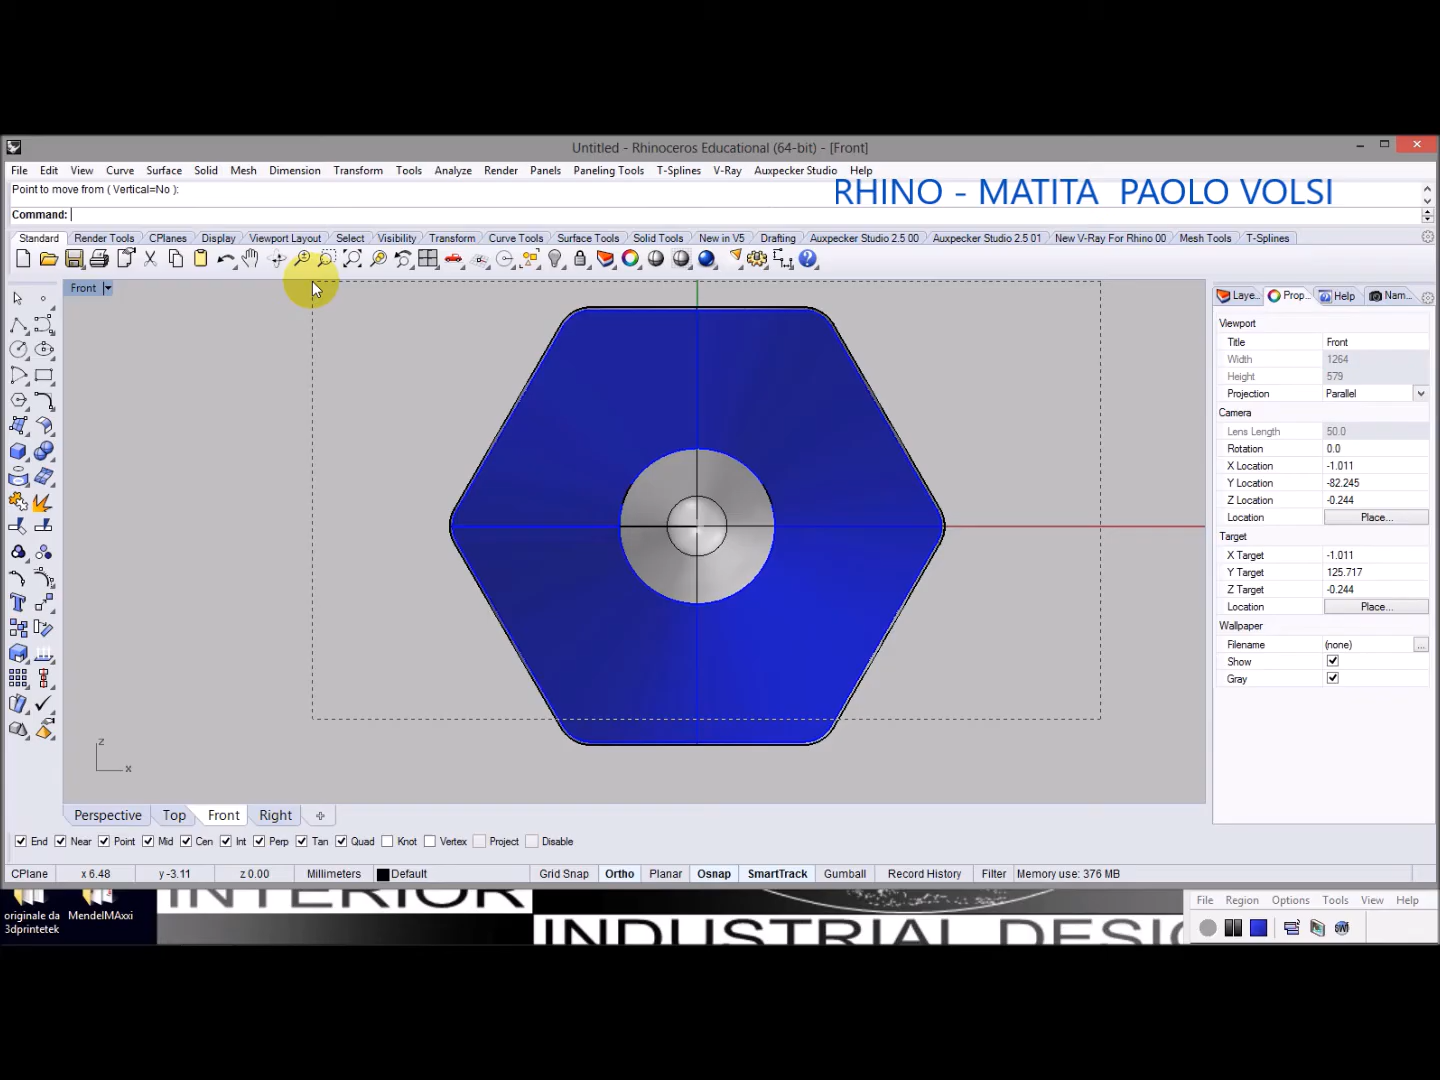 Untitled - Rhinoceros Educational (64-bit) - [Front]
File Edit View Curve Surface Solid Mesh Dimension Transform Tools Analyze Render Panels Paneling Tools T-Splines V-Ray Auxpecker Studio Help
Point to move from ( Vertical=No ):
RHINO - MATITA PAOLO VOLSI
Command:
Standard Render Tools CPlanes Display Viewport Layout Select Visibility Transform Curve Tools Surface Tools Solid Tools New in V5 Drafting Auxpecker Studio 2.5 00 Auxpecker Studio 2.5 01 New V-Ray For Rhino 00 Mesh Tools T-Splines
Front
Laye... Prop... Help Nam...
Viewport
Title Front
Width 1264
Height 579
Projection Parallel
Camera
Lens Length 50.0
Rotation 0.0
X Location -1.011
Y Location -82.245
Z Location -0.244
Location Place...
Target
X Target -1.011
Y Target 125.717
Z Target -0.244
Location Place...
Wallpaper
Filename (none) ...
Show
Gray
z
x
Perspective Top Front Right
End Near Point Mid Cen Int Perp Tan Quad Knot Vertex Project Disable
CPlane x 6.48 y -3.11 z 0.00 Millimeters Default Grid Snap Ortho Planar Osnap SmartTrack Gumball Record History Filter Memory use: 376 MB
originale da 3dprintetek
MendelMAxxi
INTERIOR
INDUSTRIAL DESIG
File Region Options Tools View Help